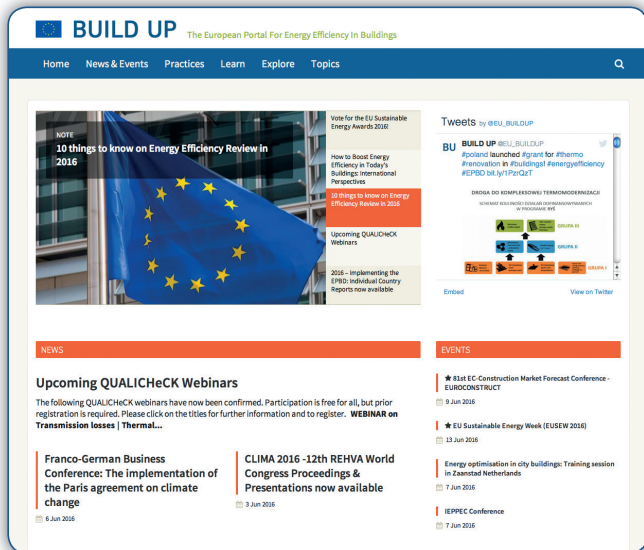 BUILD UP The European Portal For Energy Efficiency In Buildings
Home News & Events Practices Learn Explore Topics
NOTE
10 things to know on Energy Efficiency Review in
2016
Vote for the EU Sustainable
Energy Awards 2016!
How to Boost Energy
Efficiency in Today's
Buildings: International
Perspectives
10 things to know on Energy
Efficiency Review in 2016
Upcoming QUALICHeCK
Webinars
2016 – Implementing the
EPBD: Individual Country
Reports now available
Tweets by @EU_BUILDUP
BU BUILD UP @EU_BUILDUP
#poland launched #grant for #thermo
#renovation in #buildings! #energyefficiency
#EPBD bit.ly/1PzrQzT
DROGA DO KOMPLEKSOWEJ TERMOMODERNIZACJI
SCHEMAT KOLEJNOŚCI DZIAŁAŃ DOFINANSOWYWANYCH
W PROGRAMIE RYŚ
GRUPA III
GRUPA II
GRUPA I
Embed View on Twitter
NEWS
Upcoming QUALICHeCK Webinars
The following QUALICHeCK webinars have now been confirmed. Participation is free for all, but prior
registration is required. Please click on the titles for further information and to register. WEBINAR on
Transmission losses | Thermal...
Franco-German Business
Conference: The implementation of
the Paris agreement on climate
change
6 Jun 2016
CLIMA 2016 -12th REHVA World
Congress Proceedings &
Presentations now available
3 Jun 2016
EVENTS
★ 81st EC-Construction Market Forecast Conference -
EUROCONSTRUCT
9 Jun 2016
★ EU Sustainable Energy Week (EUSEW 2016)
13 Jun 2016
Energy optimisation in city buildings: Training session
in Zaanstad Netherlands
7 Jun 2016
IEPPEC Conference
7 Jun 2016